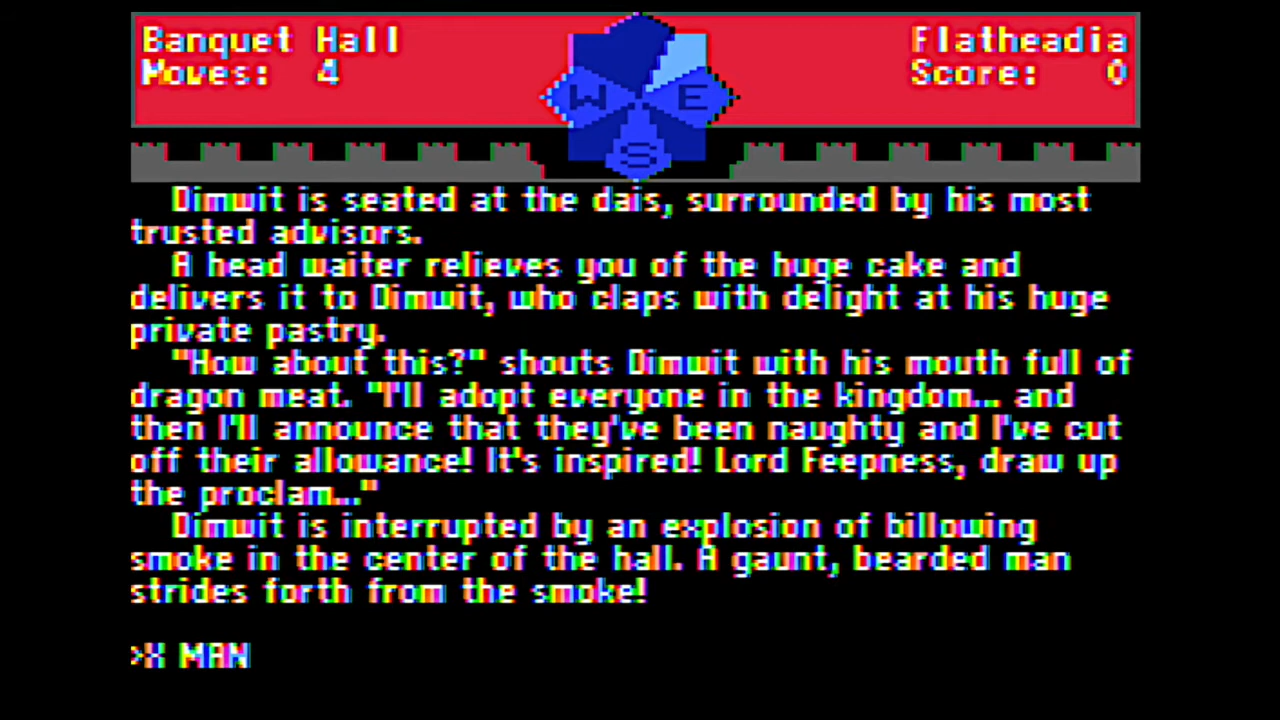 Banquet Hall
Flatheadia
Moves: 4
Score: 0
W E
S
Dimwit is seated at the dais, surrounded by his most
trusted advisors.
A head waiter relieves you of the huge cake and
delivers it to Dimwit, who claps with delight at his huge
private pastry.
"How about this?" shouts Dimwit with his mouth full of
dragon meat. "I'll adopt everyone in the kingdom... and
then I'll announce that they've been naughty and I've cut
off their allowance! It's inspired! Lord Feepness, draw up
the proclam..."
Dimwit is interrupted by an explosion of billowing
smoke in the center of the hall. A gaunt, bearded man
strides forth from the smoke!
>X MAN